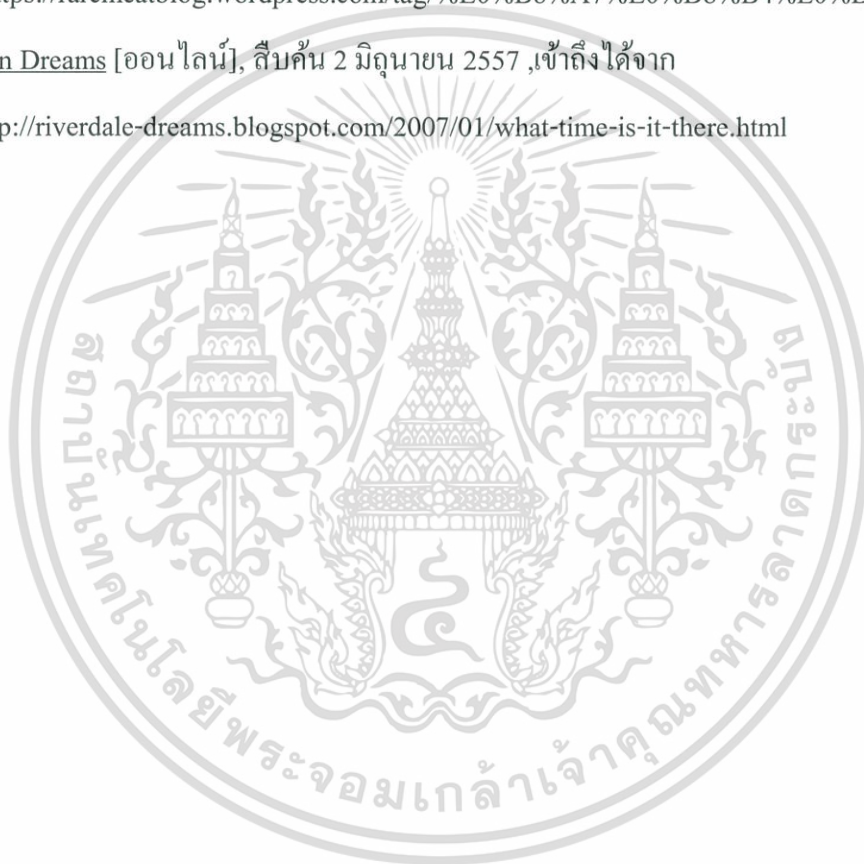 n Dreams [ออนไลน์], สืบค้น 2 มิถุนายน 2557 ,เข้าถึงได้จาก
p://riverdale-dreams.blogspot.com/2007/01/what-time-is-it-there.html
๔
สถาบันเทคโนโลยีพระจอมเกล้าเจ้าคุณทหารลาดกระบัง